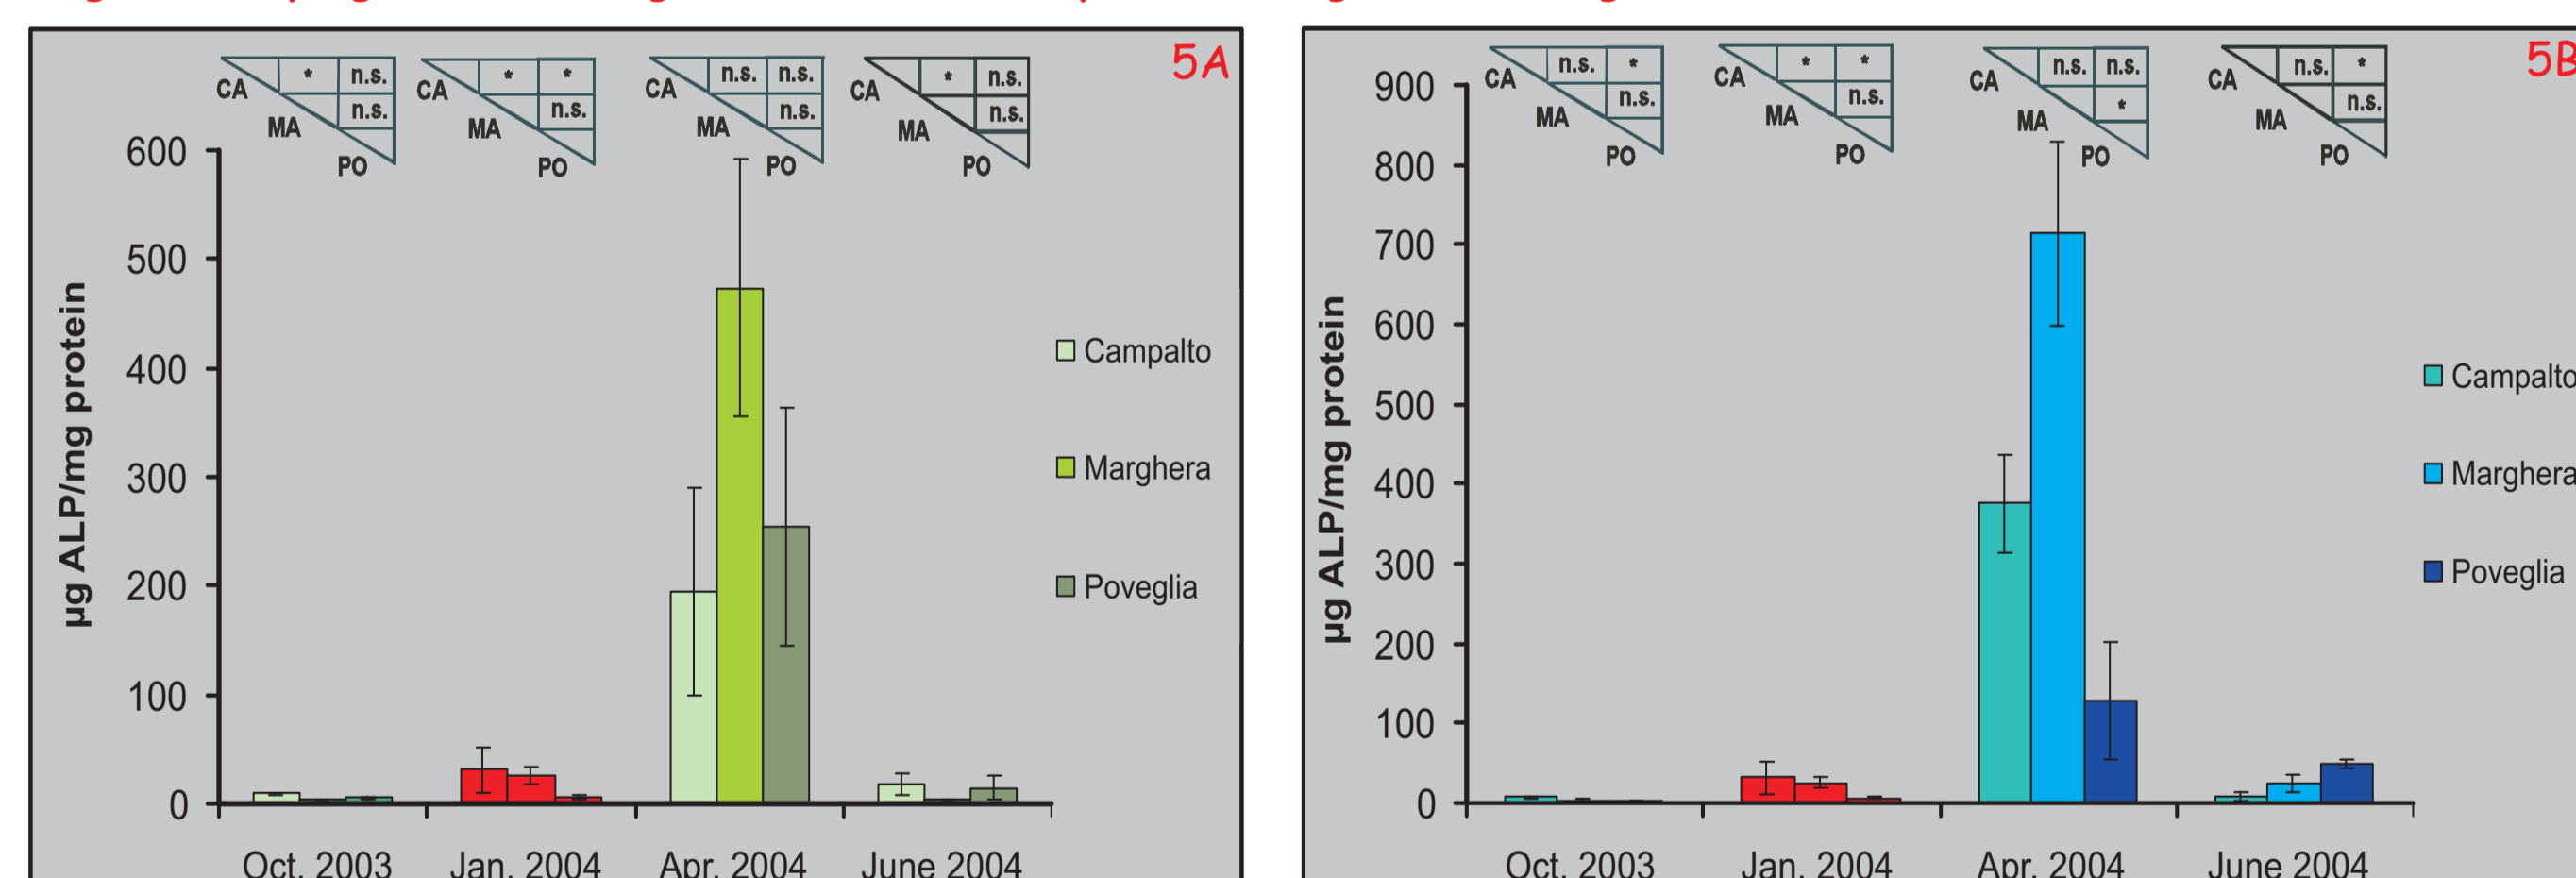 5A
* n.s.
CA n.s.
MA
PO
* *
CA n.s.
MA
PO
n.s. n.s.
CA n.s.
MA
PO
* n.s.
CA n.s.
MA
PO
600
500
400
300
200
100
0
µg ALP/mg protein
Campalto
Marghera
Poveglia
Oct. 2003 Jan. 2004 Apr. 2004 June 2004
5B
n.s. *
CA n.s.
MA
PO
* *
CA n.s.
MA
PO
n.s. n.s.
CA *
MA
PO
n.s. *
CA n.s.
MA
PO
900
800
700
600
500
400
300
200
100
0
µg ALP/mg protein
Campalto
Marghera
Poveglia
Oct. 2003 Jan. 2004 Apr. 2004 June 2004